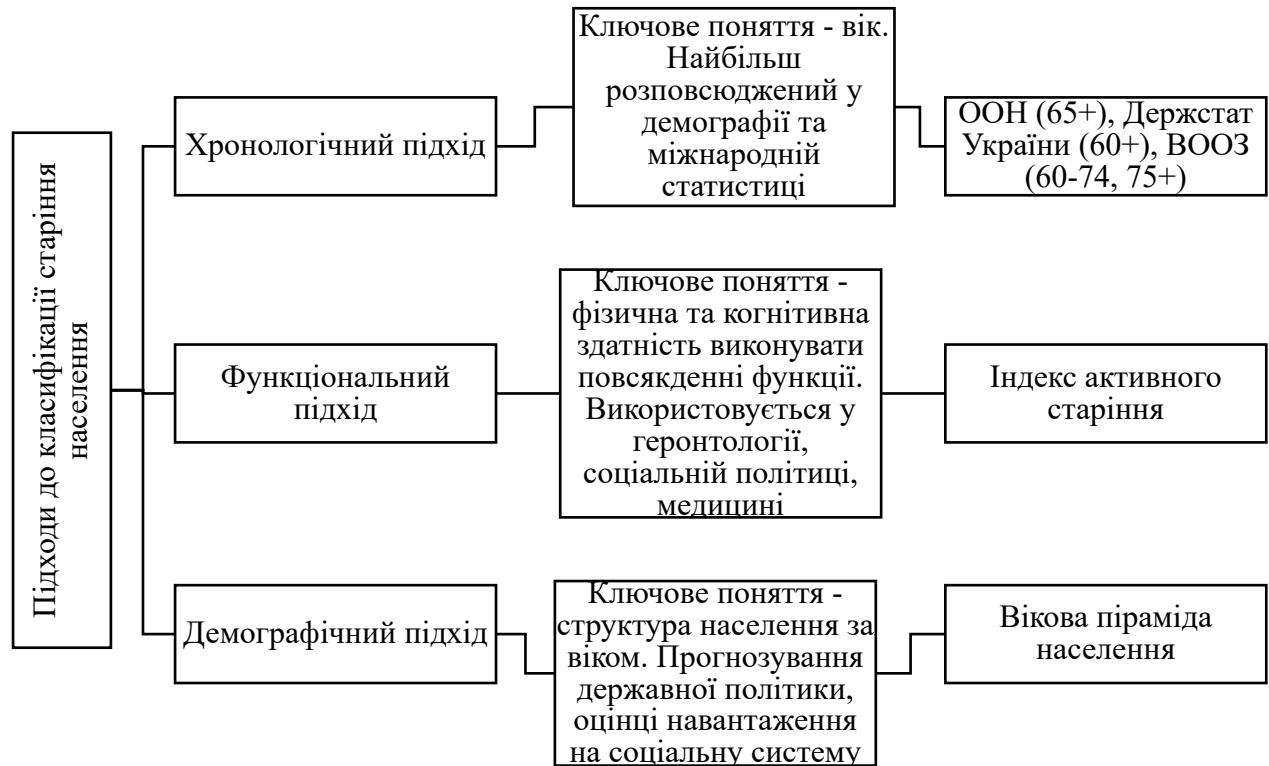 Підходи до класифікації старіння
населення
Хронологічний підхід
Ключове поняття - вік.
Найбільш
розповсюджений у
демографії та
міжнародній
статистиці
ООН (65+), Держстат
України (60+), ВООЗ
(60-74, 75+)
Функціональний
підхід
Ключове поняття -
фізична та когнітивна
здатність виконувати
повсякденні функції.
Використовується у
геронтології,
соціальній політиці,
медицині
Індекс активного
старіння
Демографічний підхід
Ключове поняття -
структура населення за
віком. Прогнозування
державної політики,
оцінці навантаження
на соціальну систему
Вікова піраміда
населення